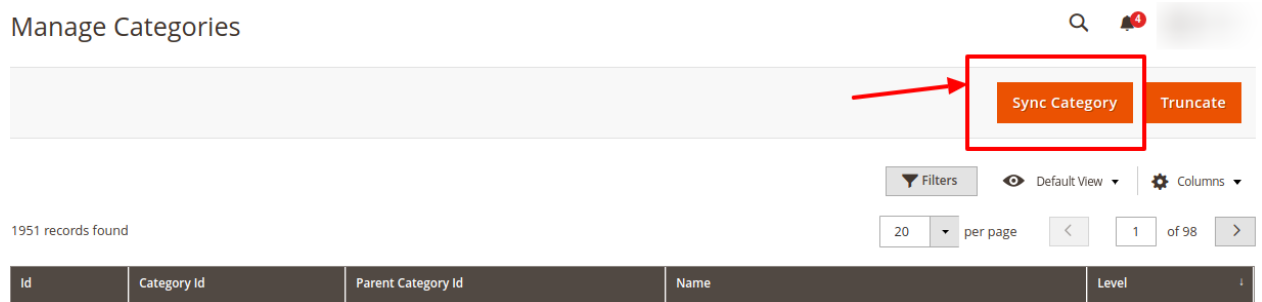 Manage Categories
4
Sync Category Truncate
Filters Default View Columns
1951 records found 20 per page 1 of 98
Id Category Id Parent Category Id Name Level